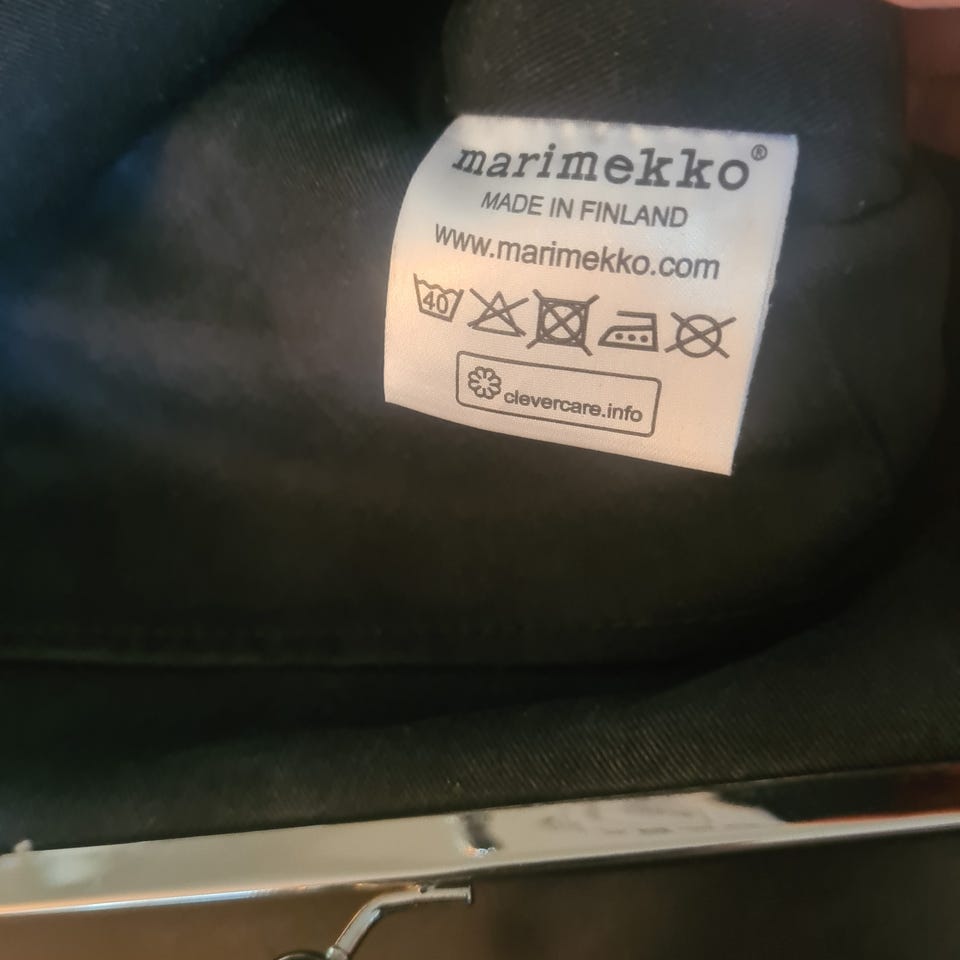 marimekko®
MADE IN FINLAND
www.marimekko.com
40
clevercare.info